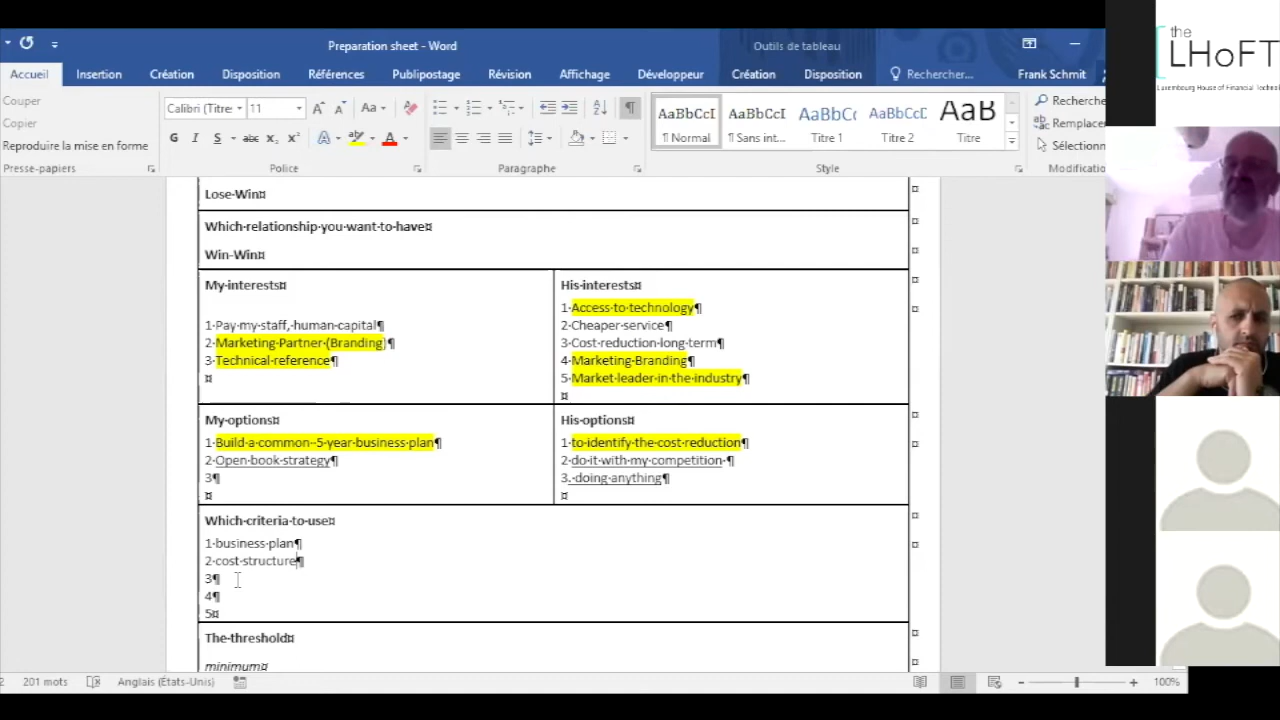 Preparation sheet - Word
Outils de tableau
the
LHoFT
Luxembourg House of Financial Technol
Accueil Insertion Création Disposition Références Publipostage Révision Affichage Développeur Création Disposition Rechercher... Frank Schmit
Couper
Copier
Reproduire la mise en forme
Presse-papiers
Calibri (Titre 11
Police
Paragraphe
AaBbCcI AaBbCcI AaBbC AaBbCcD AaB
¶ Normal ¶ Sans int... Titre 1 Titre 2 Titre
Style
Recherche
Remplace
Sélection
Modificatio
Lose-Win¤
Which·relationship·you·want·to·have¤
Win-Win¤
My·interests¤
1·Pay·my·staff,·human·capital¶
2·Marketing·Partner·(Branding)¶
3·Technical·reference¶
¤
His·interests¤
1·Access·to·technology¶
2·Cheaper·service¶
3·Cost·reduction·long·term¶
4·Marketing·Branding¶
5·Market·leader·in·the·industry¶
¤
My·options¤
1·Build·a·common··5·year·business·plan¶
2·Open·book·strategy¶
3¶
¤
His·options¤
1·to·identify·the·cost·reduction¶
2·do·it·with·my·competition·¶
3.·doing·anything¶
¤
Which·criteria·to·use¤
1·business·plan¶
2·cost·structure¶
3¶
4¶
5¤
The·threshold¤
minimum¤
2 201 mots Anglais (États-Unis) 100%